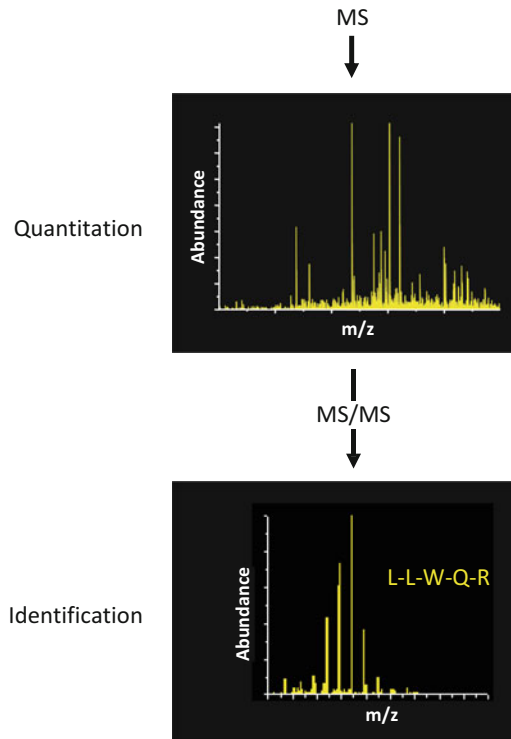 MS
Quantitation
Abundance
m/z
MS/MS
Identification
Abundance
L-L-W-Q-R
m/z